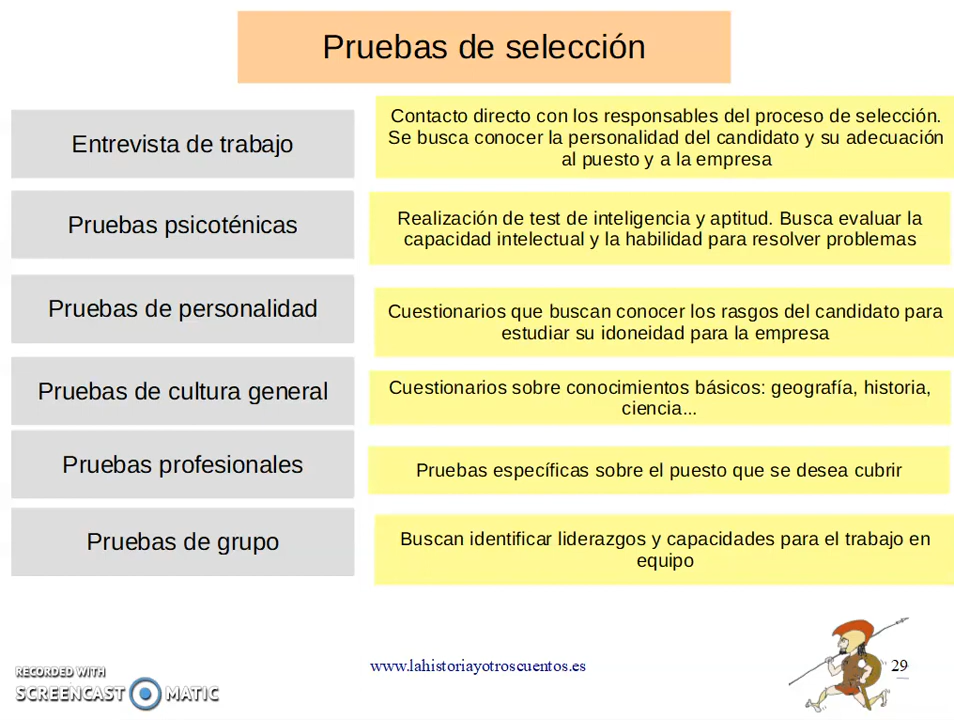 Pruebas de selección
Entrevista de trabajo
Contacto directo con los responsables del proceso de selección.
Se busca conocer la personalidad del candidato y su adecuación
al puesto y a la empresa
Pruebas psicoténicas
Realización de test de inteligencia y aptitud. Busca evaluar la
capacidad intelectual y la habilidad para resolver problemas
Pruebas de personalidad
Cuestionarios que buscan conocer los rasgos del candidato para
estudiar su idoneidad para la empresa
Pruebas de cultura general
Cuestionarios sobre conocimientos básicos: geografía, historia,
ciencia...
Pruebas profesionales
Pruebas específicas sobre el puesto que se desea cubrir
Pruebas de grupo
Buscan identificar liderazgos y capacidades para el trabajo en
equipo
RECORDED WITH
SCREENCAST MATIC
www.lahistoriayotroscuentos.es
29